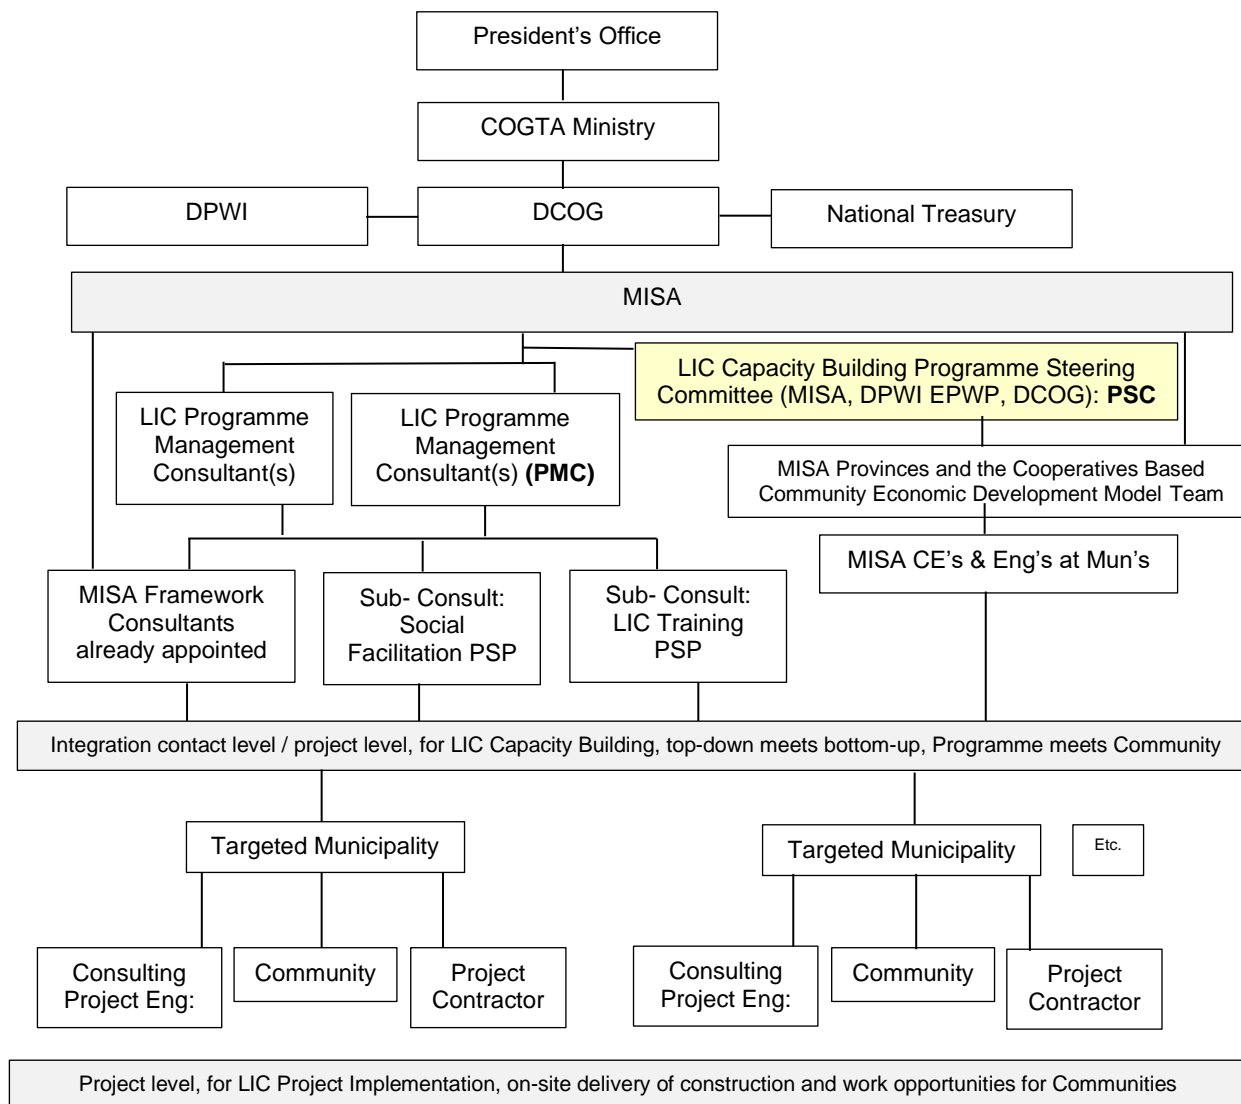 President’s Office
COGTA Ministry
DPWI
DCOG
National Treasury
MISA
LIC Capacity Building Programme Steering
Committee (MISA, DPWI EPWP, DCOG): PSC
LIC Programme
Management
Consultant(s)
LIC Programme
Management
Consultant(s) (PMC)
MISA Provinces and the Cooperatives Based
Community Economic Development Model Team
MISA CE’s & Eng’s at Mun’s
MISA Framework
Consultants
already appointed
Sub- Consult:
Social
Facilitation PSP
Sub- Consult:
LIC Training
PSP
Integration contact level / project level, for LIC Capacity Building, top-down meets bottom-up, Programme meets Community
Targeted Municipality
Targeted Municipality
Etc.
Consulting
Project Eng:
Community
Project
Contractor
Consulting
Project Eng:
Community
Project
Contractor
Project level, for LIC Project Implementation, on-site delivery of construction and work opportunities for Communities